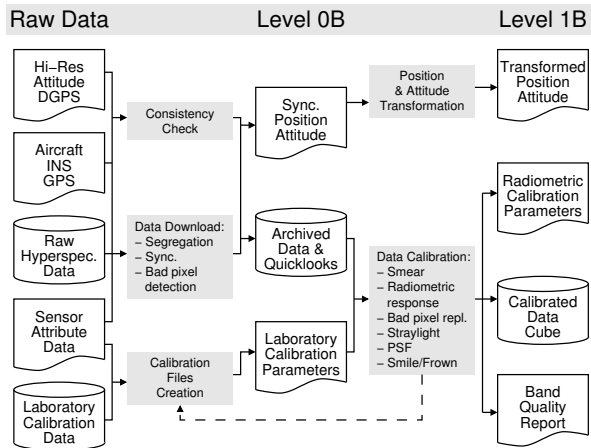 Raw Data
Level 0B
Level 1B
Hi-Res
Attitude
DGPS
Aircraft
INS
GPS
Raw
Hyperspec.
Data
Sensor
Attribute
Data
Laboratory
Calibration
Data
Consistency
Check
Data Download:
– Segregation
– Sync.
– Bad pixel
detection
Calibration
Files
Creation
Sync.
Position
Attitude
Archived
Data &
Quicklooks
Laboratory
Calibration
Parameters
Position
& Attitude
Transformation
Data Calibration:
– Smear
– Radiometric
response
– Bad pixel repl.
– Straylight
– PSF
– Smile/Frown
Transformed
Position
Attitude
Radiometric
Calibration
Parameters
Calibrated
Data
Cube
Band
Quality
Report